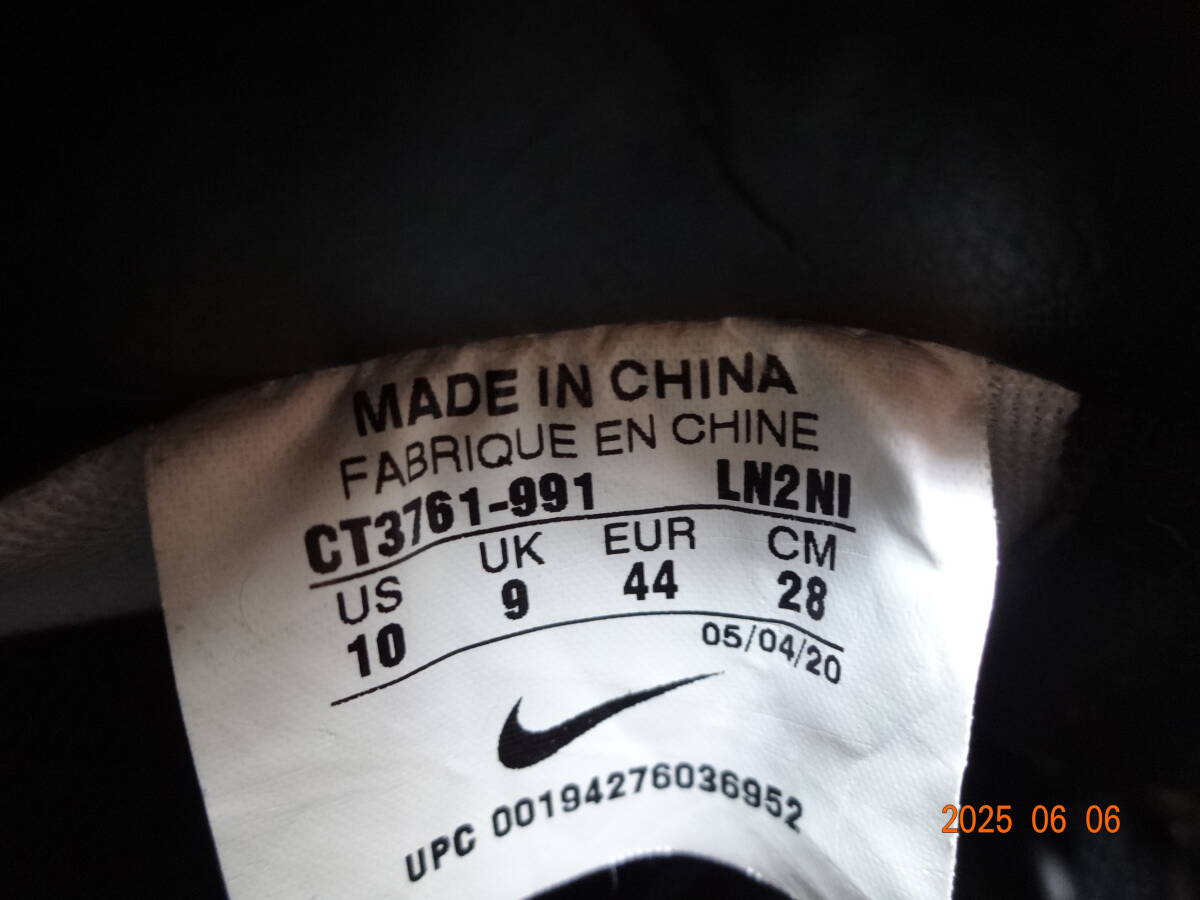 MADE IN CHINA
FABRIQUE EN CHINE
CT3761-991 LN2NI
US UK EUR CM
10 9 44 28
05/04/20
UPC 00194276036952
2025 06 06